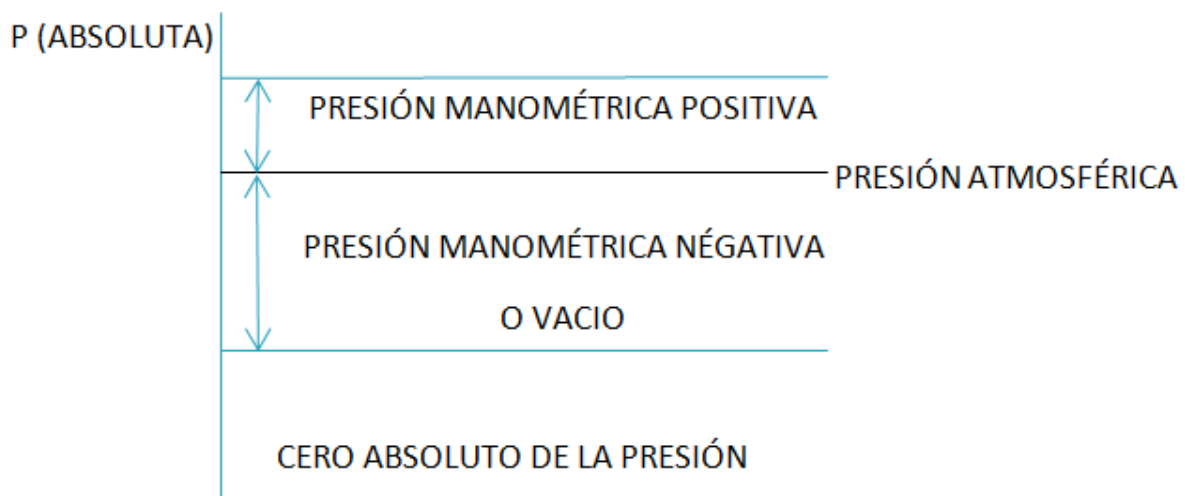 P (ABSOLUTA)
PRESIÓN MANOMÉTRICA POSITIVA
PRESIÓN ATMOSFÉRICA
PRESIÓN MANOMÉTRICA NÉGATIVA
O VACIO
CERO ABSOLUTO DE LA PRESIÓN